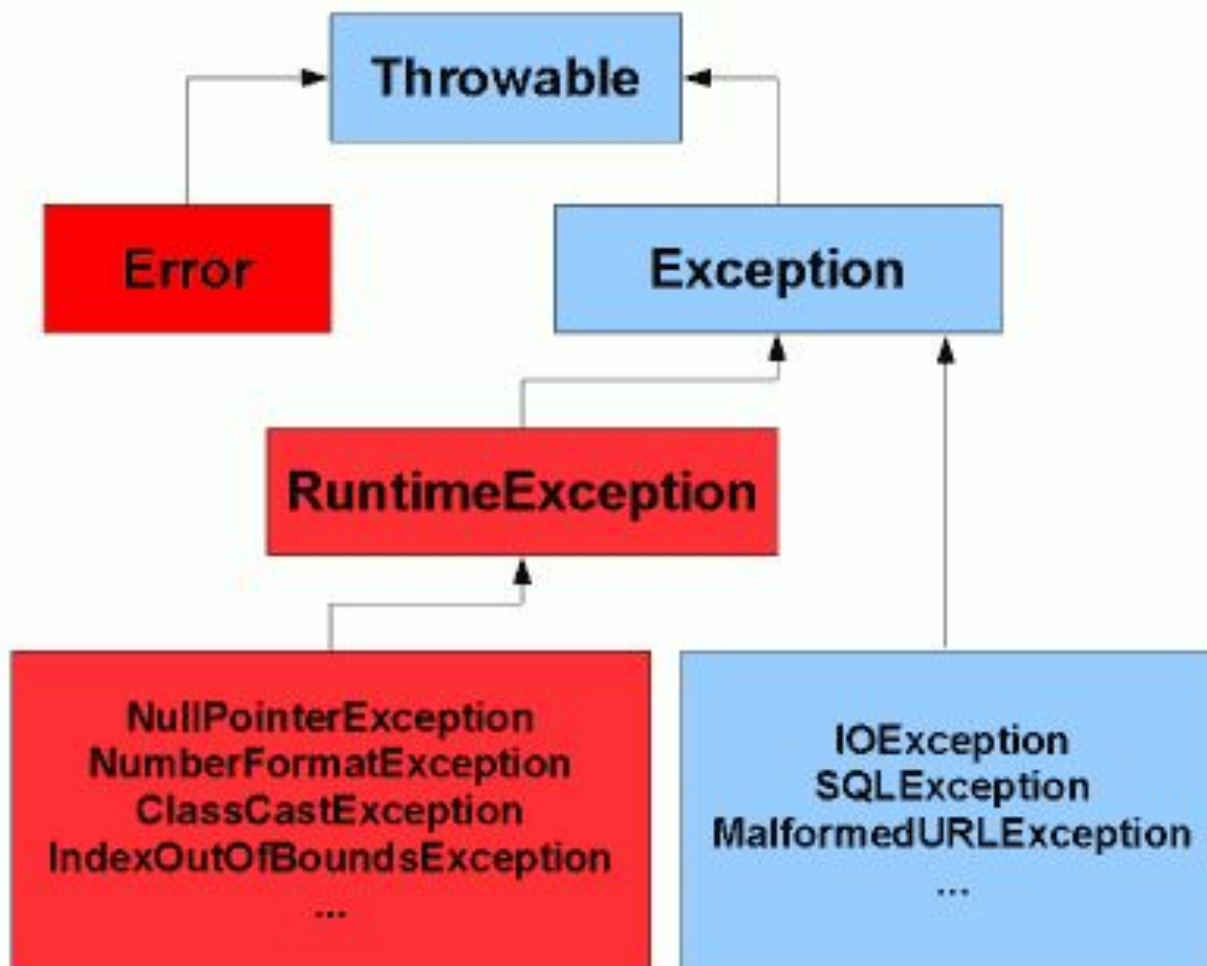 Throwable
Error
Exception
RuntimeException
NullPointerException
NumberFormatException
ClassCastException
IndexOutOfBoundsException
...
IOException
SQLException
MalformedURLException
...